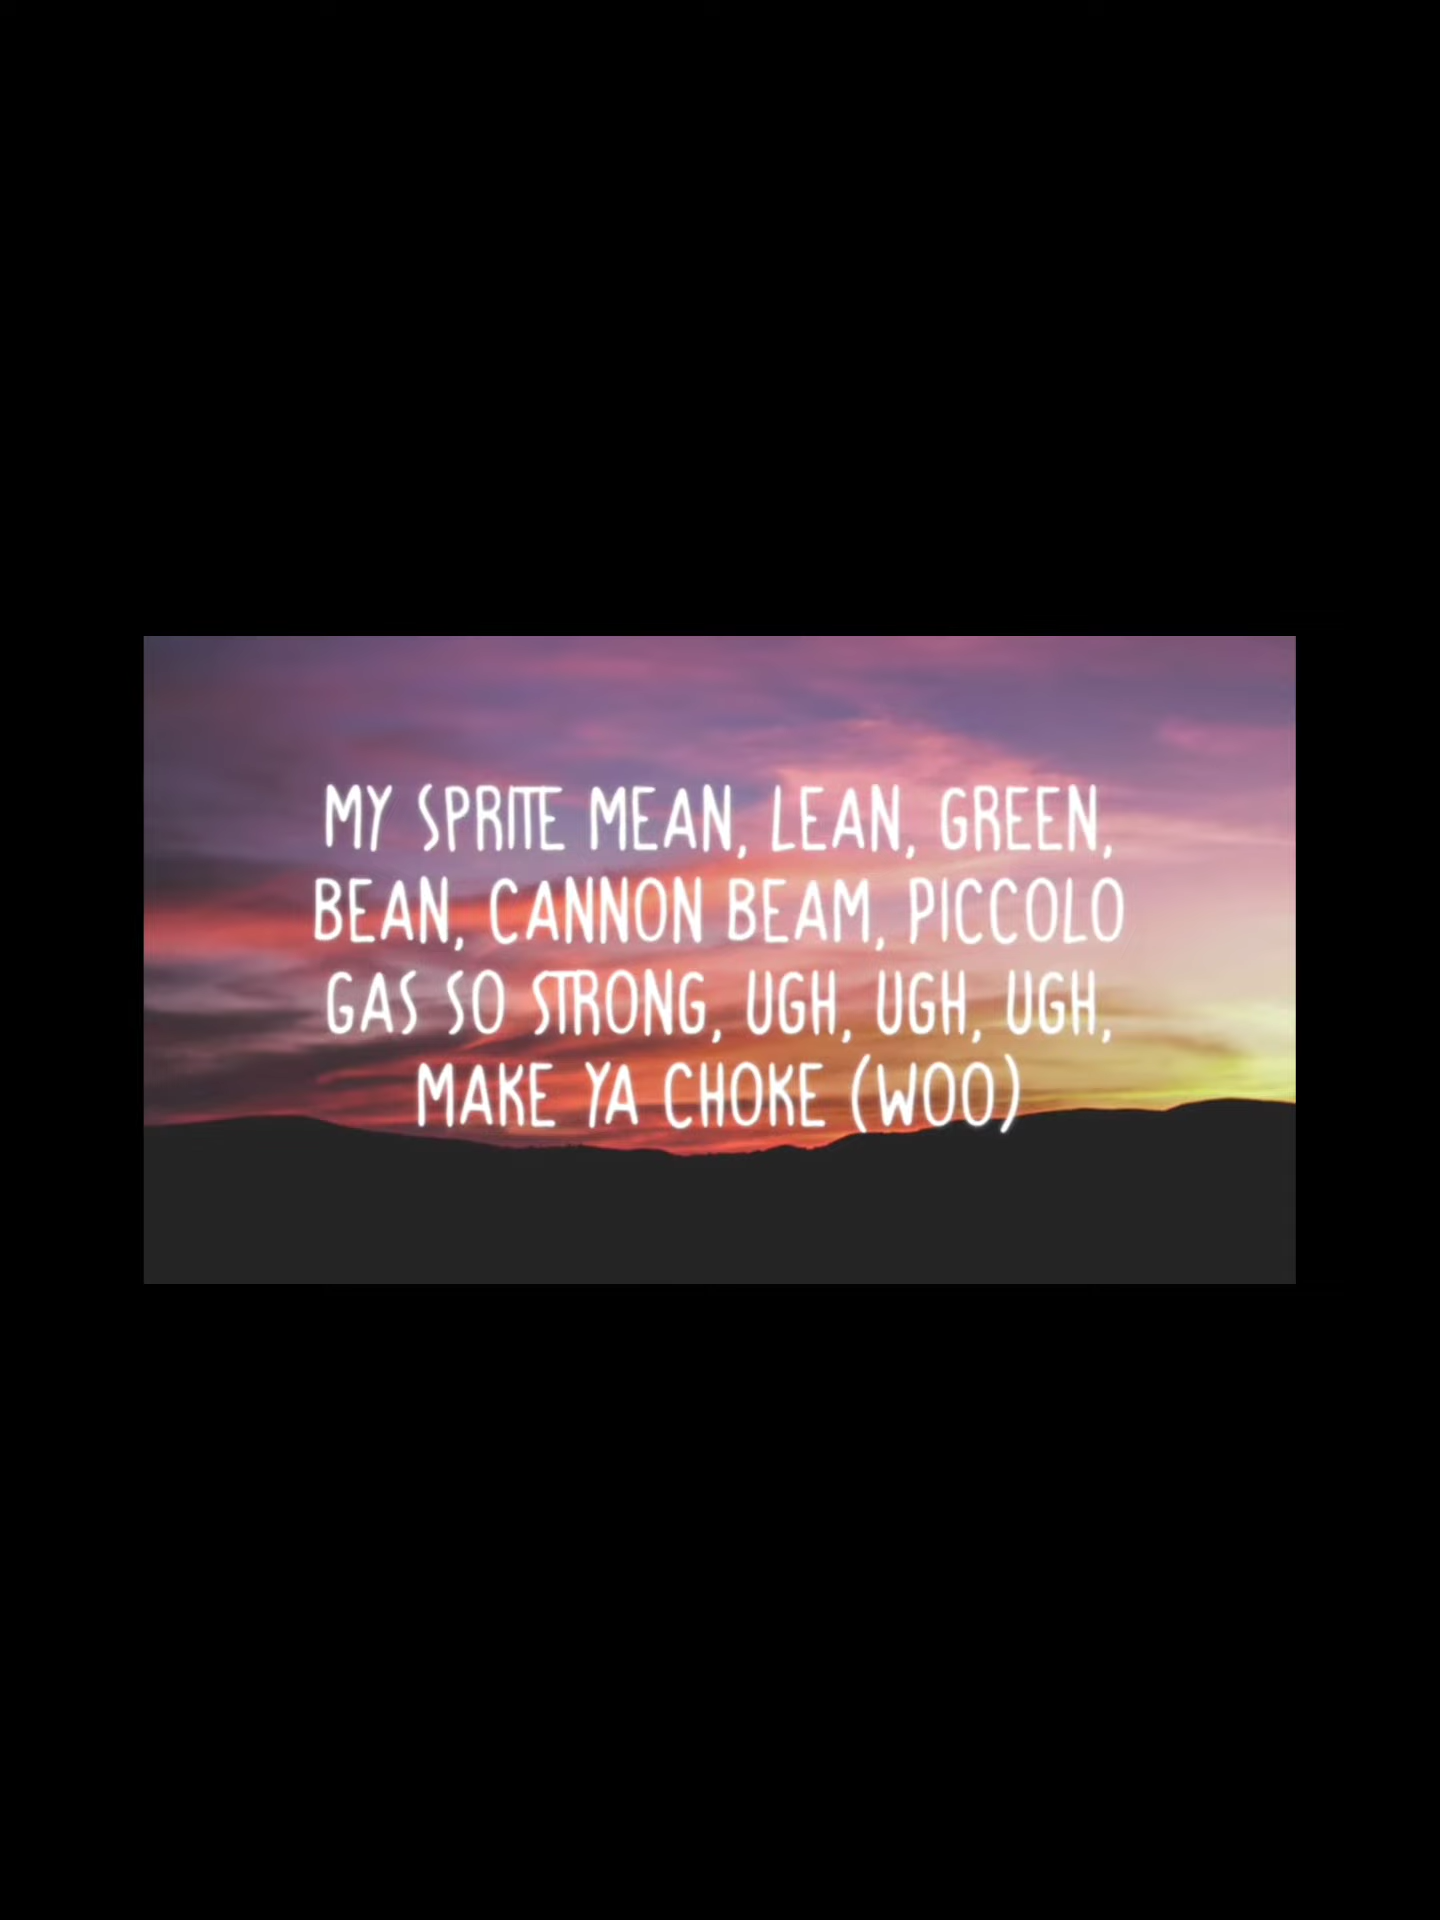 MY SPRITE MEAN, LEAN, GREEN,
BEAN, CANNON BEAM, PICCOLO
GAS SO STRONG, UGH, UGH, UGH,
MAKE YA CHOKE (WOO)